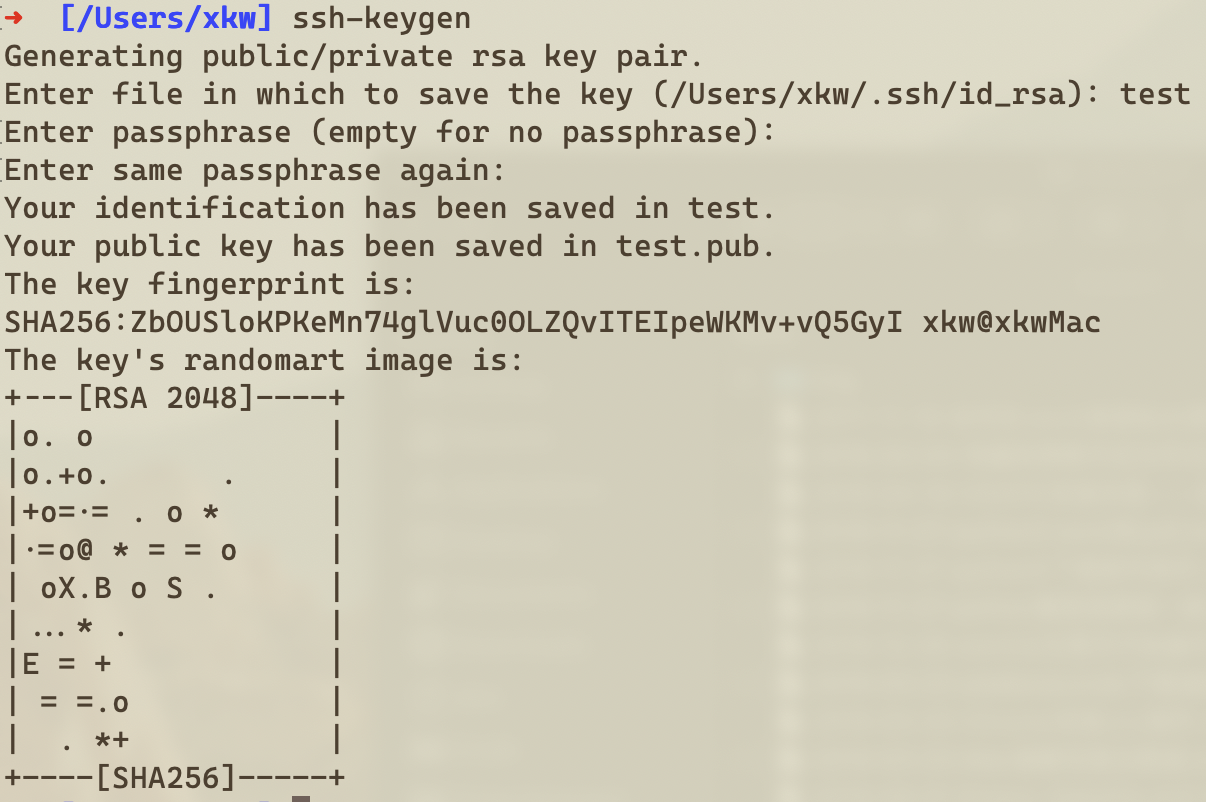 ➜  [/Users/xkw] ssh-keygen
Generating public/private rsa key pair.
Enter file in which to save the key (/Users/xkw/.ssh/id_rsa): test
Enter passphrase (empty for no passphrase):
Enter same passphrase again:
Your identification has been saved in test.
Your public key has been saved in test.pub.
The key fingerprint is:
SHA256:ZbOUSloKPKeMn74glVuc0OLZQvITEIpeWKMv+vQ5GyI xkw@xkwMac
The key's randomart image is:
+---[RSA 2048]----+
|o. o             |
|o.+o.      .     |
|+o=·= . o *      |
|·=o@ * = = o     |
| oX.B o S .      |
| ... * .           |
|E = +            |
| = =.o           |
|  . *+           |
+----[SHA256]-----+